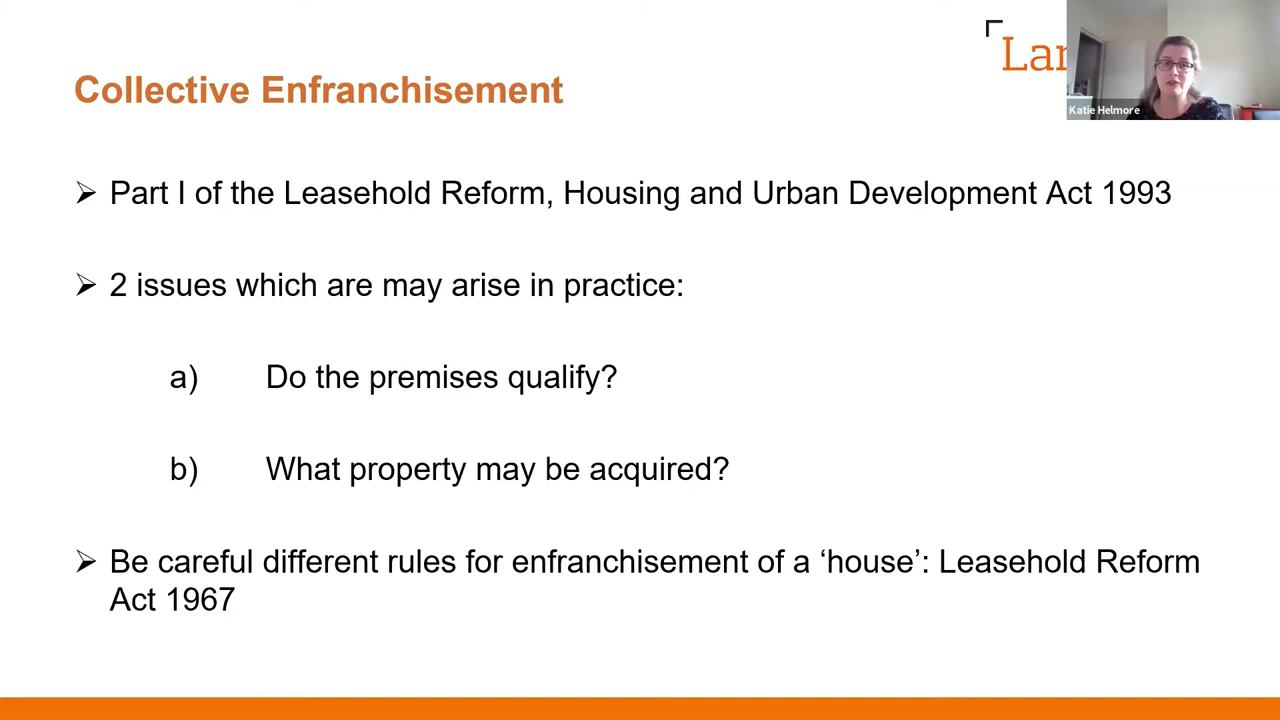 Collective Enfranchisement
Katie Helmore
Part I of the Leasehold Reform, Housing and Urban Development Act 1993
2 issues which are may arise in practice:
a) Do the premises qualify?
b) What property may be acquired?
Be careful different rules for enfranchisement of a ‘house’: Leasehold Reform
Act 1967